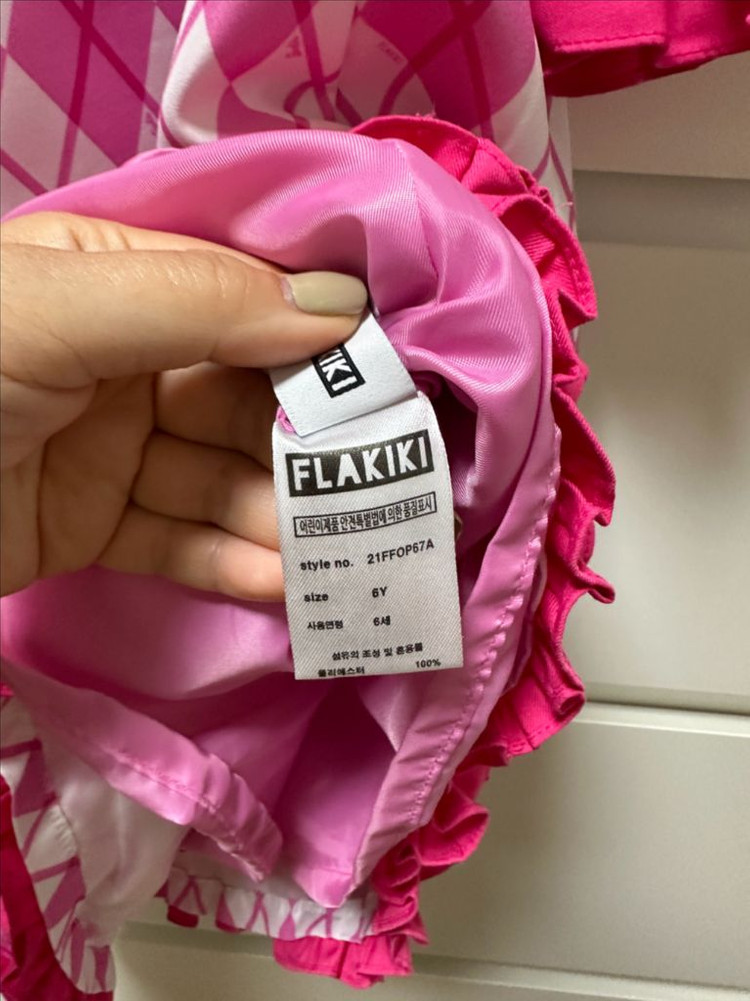 KIKI
FLAKIKI
어린이제품 안전특별법에 의한 품질표시
style no. 21FFOP67A
size 6Y
사용연령 6세
섬유의 조성 및 혼용률
폴리에스터 100%